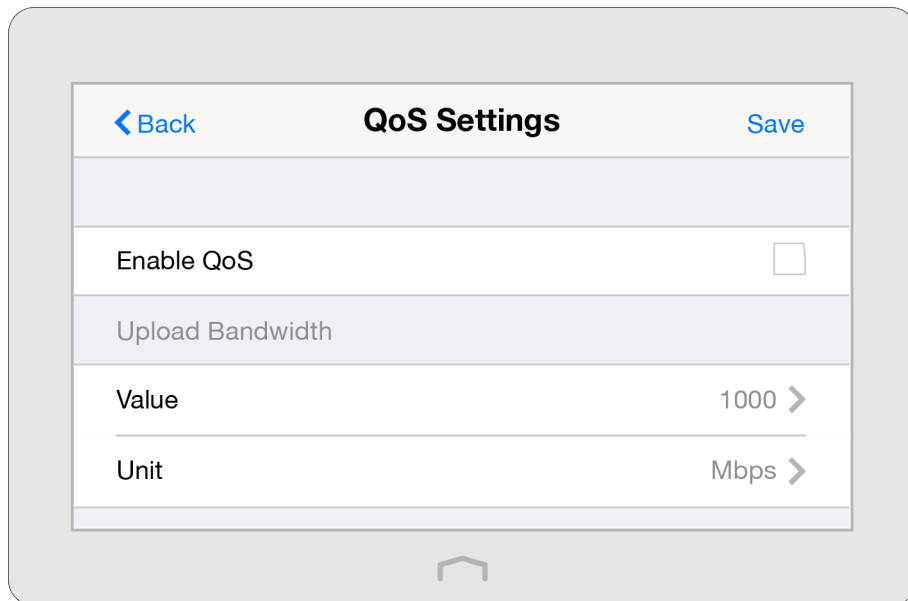 Back QoS Settings Save
Enable QoS
Upload Bandwidth
Value 1000
Unit Mbps